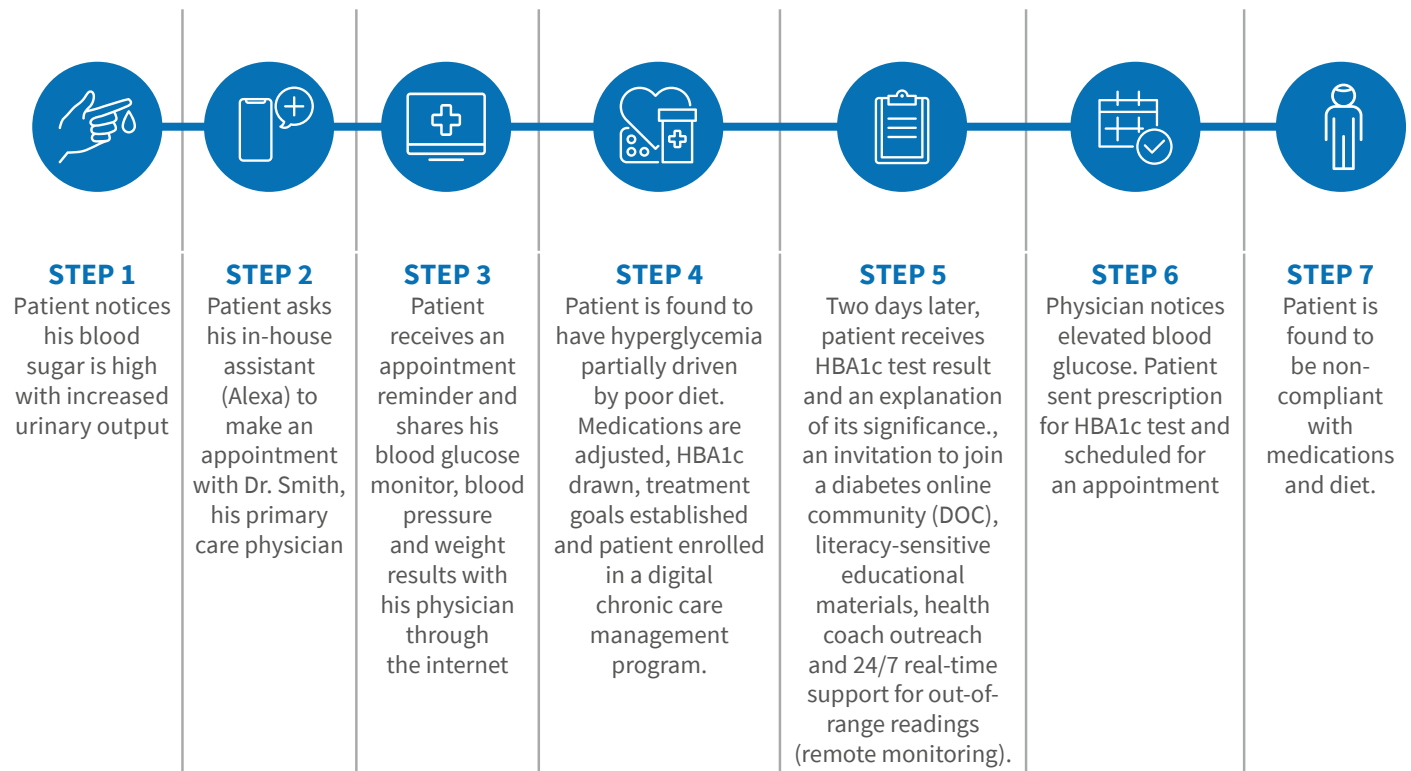 STEP 1
Patient notices
his blood
sugar is high
with increased
urinary output
STEP 2
Patient asks
his in-house
assistant
(Alexa) to
make an
appointment
with Dr. Smith,
his primary
care physician
STEP 3
Patient
receives an
appointment
reminder and
shares his
blood glucose
monitor, blood
pressure
and weight
results with
his physician
through
the internet
STEP 4
Patient is found to
have hyperglycemia
partially driven
by poor diet.
Medications are
adjusted, HBA1c
drawn, treatment
goals established
and patient enrolled
in a digital
chronic care
management
program.
STEP 5
Two days later,
patient receives
HBA1c test result
and an explanation
of its significance.,
an invitation to join
a diabetes online
community (DOC),
literacy-sensitive
educational
materials, health
coach outreach
and 24/7 real-time
support for out-of-
range readings
(remote monitoring).
STEP 6
Physician notices
elevated blood
glucose. Patient
sent prescription
for HBA1c test and
scheduled for
an appointment
STEP 7
Patient is
found to
be non-
compliant
with
medications
and diet.